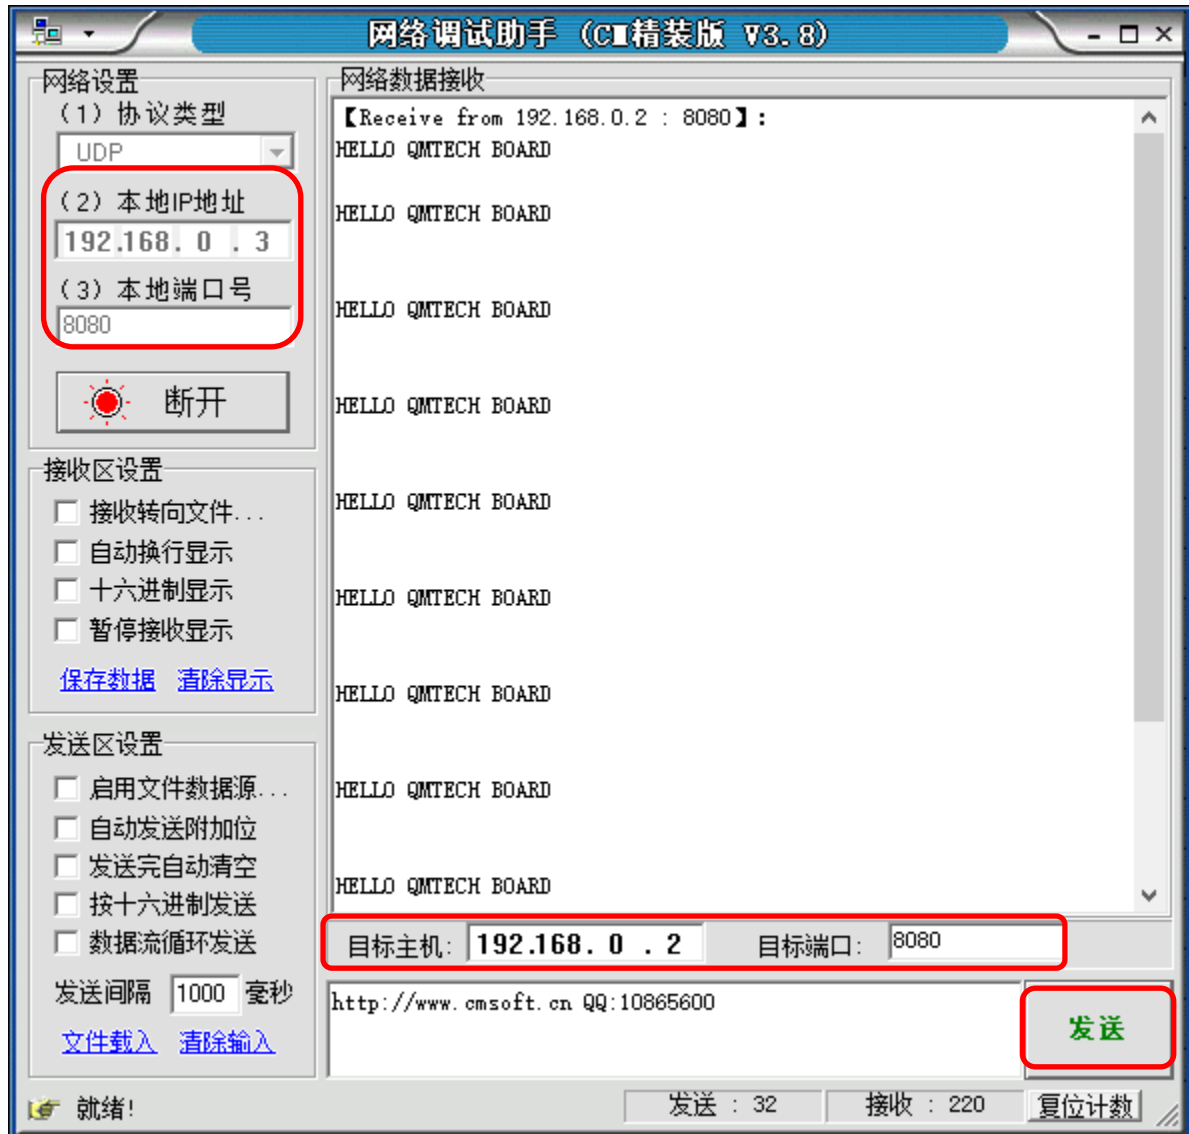 网络调试助手 (CⅢ精装版 V3.8)
网络设置
(1) 协议类型
UDP
(2) 本地IP地址
192.168. 0 . 3
(3) 本地端口号
8080
断开
接收区设置
接收转向文件...
自动换行显示
十六进制显示
暂停接收显示
保存数据 清除显示
发送区设置
启用文件数据源...
自动发送附加位
发送完自动清空
按十六进制发送
数据流循环发送
发送间隔 1000 毫秒
文件载入 清除输入
网络数据接收
【Receive from 192.168.0.2 : 8080】:
HELLO QMTECH BOARD
HELLO QMTECH BOARD
HELLO QMTECH BOARD
HELLO QMTECH BOARD
HELLO QMTECH BOARD
HELLO QMTECH BOARD
HELLO QMTECH BOARD
HELLO QMTECH BOARD
HELLO QMTECH BOARD
目标主机: 192.168. 0 . 2 目标端口: 8080
http://www.cmsoft.cn QQ:10865600
发送
就绪! 发送 : 32 接收 : 220 复位计数